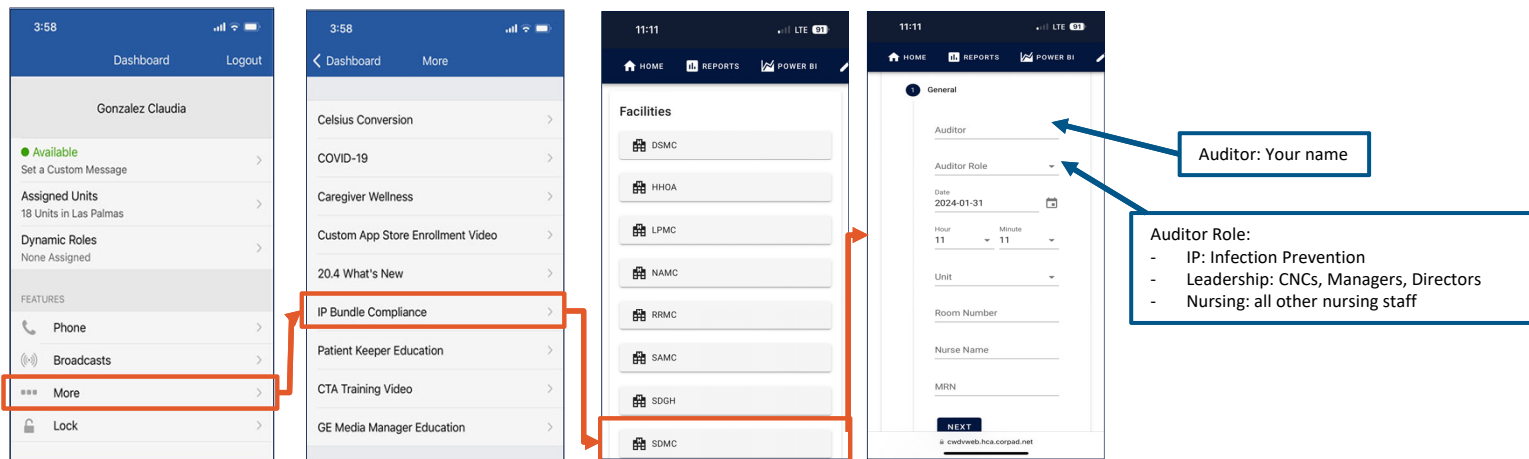 3:58
Dashboard
Logout
Gonzalez Claudia
Available
Set a Custom Message
Assigned Units
18 Units in Las Palmas
Dynamic Roles
None Assigned
FEATURES
Phone
Broadcasts
More
Lock
3:58
Dashboard
More
Celsius Conversion
COVID-19
Caregiver Wellness
Custom App Store Enrollment Video
20.4 What's New
IP Bundle Compliance
Patient Keeper Education
CTA Training Video
GE Media Manager Education
11:11
LTE 91
HOME REPORTS POWER BI
Facilities
DSMC
HHOA
LPMC
NAMC
RRMC
SAMC
SDGH
SDMC
11:11
LTE 91
HOME REPORTS POWER BI
1 General
Auditor
Auditor Role
Date
2024-01-31
Hour Minute
11 11
Unit
Room Number
Nurse Name
MRN
NEXT
cwdvweb.hca.corpad.net
Auditor: Your name
Auditor Role:
- IP: Infection Prevention
- Leadership: CNCs, Managers, Directors
- Nursing: all other nursing staff